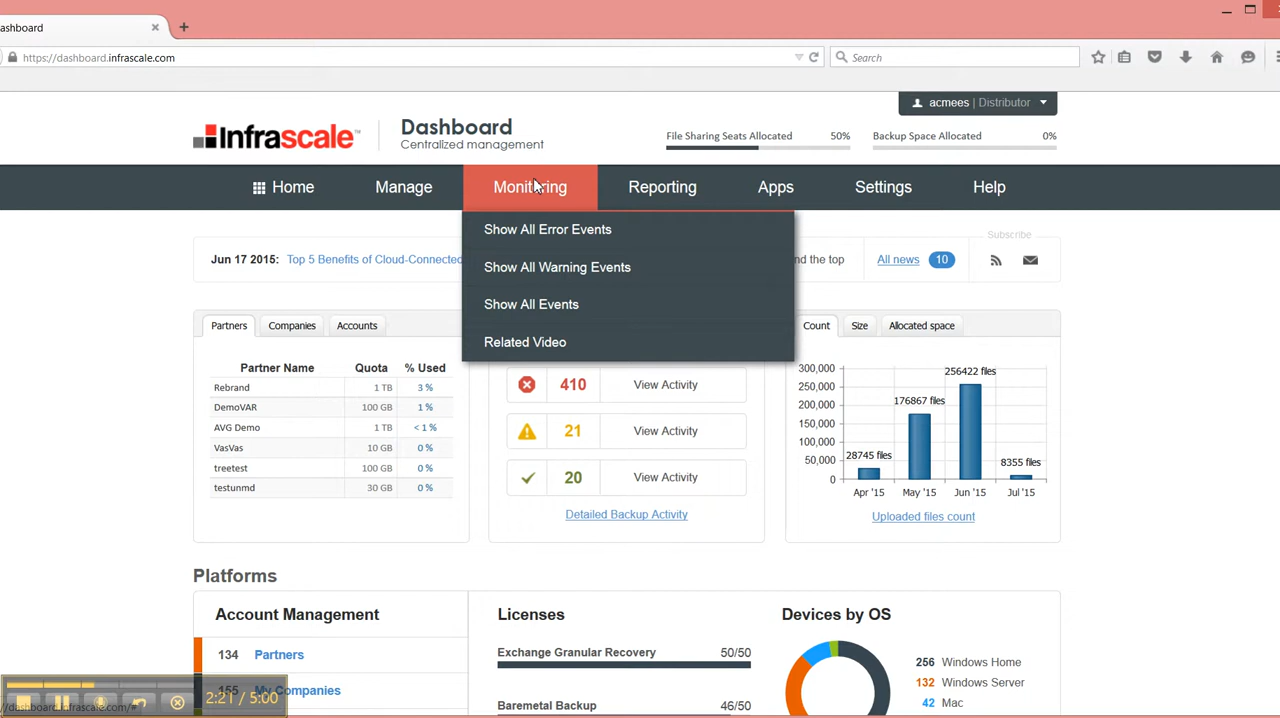 ashboard
https://dashboard.infrascale.com
Search
acmees | Distributor
Infrascale™
Dashboard
Centralized management
File Sharing Seats Allocated 50%
Backup Space Allocated 0%
Home Manage Monitoring Reporting Apps Settings Help
Show All Error Events
Show All Warning Events
Show All Events
Related Video
Subscribe
Jun 17 2015: Top 5 Benefits of Cloud-Connected
nd the top
All news 10
Partners Companies Accounts
Partner Name Quota % Used
Rebrand 1 TB 3 %
DemoVAR 100 GB 1 %
AVG Demo 1 TB < 1 %
VasVas 10 GB 0 %
treetest 100 GB 0 %
testunmd 30 GB 0 %
410 View Activity
21 View Activity
20 View Activity
Detailed Backup Activity
Count Size Allocated space
300,000
250,000
200,000
150,000
100,000
50,000
0
28745 files
176867 files
256422 files
8355 files
Apr '15 May '15 Jun '15 Jul '15
Uploaded files count
Platforms
Account Management
134 Partners
155 My Companies
Licenses
Exchange Granular Recovery 50/50
Baremetal Backup 46/50
Devices by OS
256 Windows Home
132 Windows Server
42 Mac
2:21 / 5:00
//dashboard.infrascale.com/#